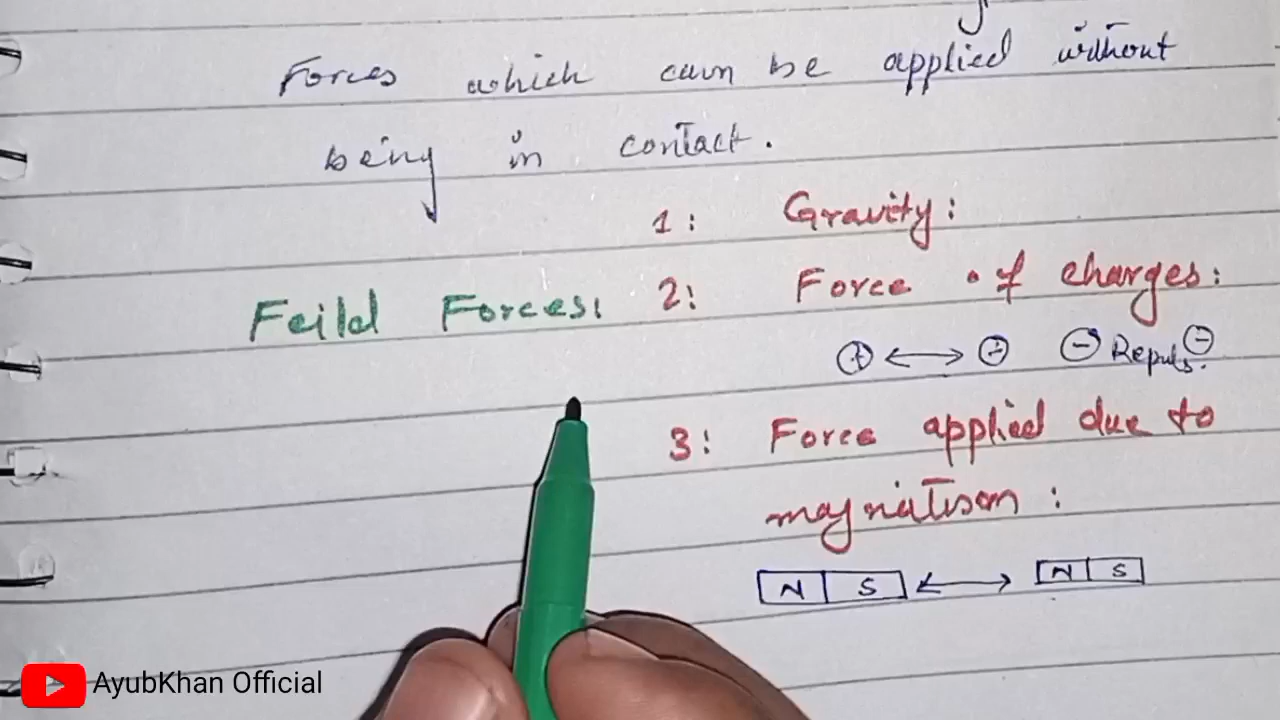 Forces which can be applied without
being in contact.
1: Gravity:
Feild Forces: 2: Force of charges:
+ + - Repuls. -
3: Force applied due to
magnatism :
N S N S
AyubKhan Official